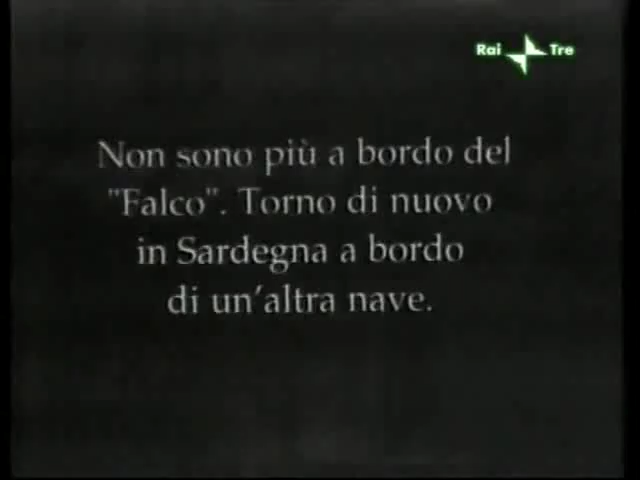 Rai Tre
Non sono più a bordo del
"Falco". Torno di nuovo
in Sardegna a bordo
di un'altra nave.